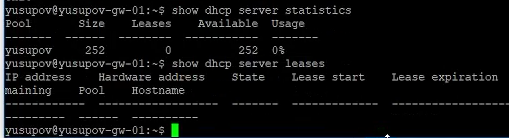 yusupov@yusupov-gw-01:~$ show dhcp server statistics
Pool       Size    Leases    Available    Usage
-------  ------  --------  -----------  -------
yusupov     252         0          252  0%
yusupov@yusupov-gw-01:~$ show dhcp server leases
IP address    Hardware address    State    Lease start    Lease expiration
maining    Pool    Hostname
------------  ------------------  -------  -------------  ------------------
---------  ------  ----------
yusupov@yusupov-gw-01:~$